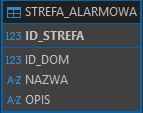 STREFA_ALARMOWA
123 ID_STREFA
123 ID_DOM
A-Z NAZWA
A-Z OPIS